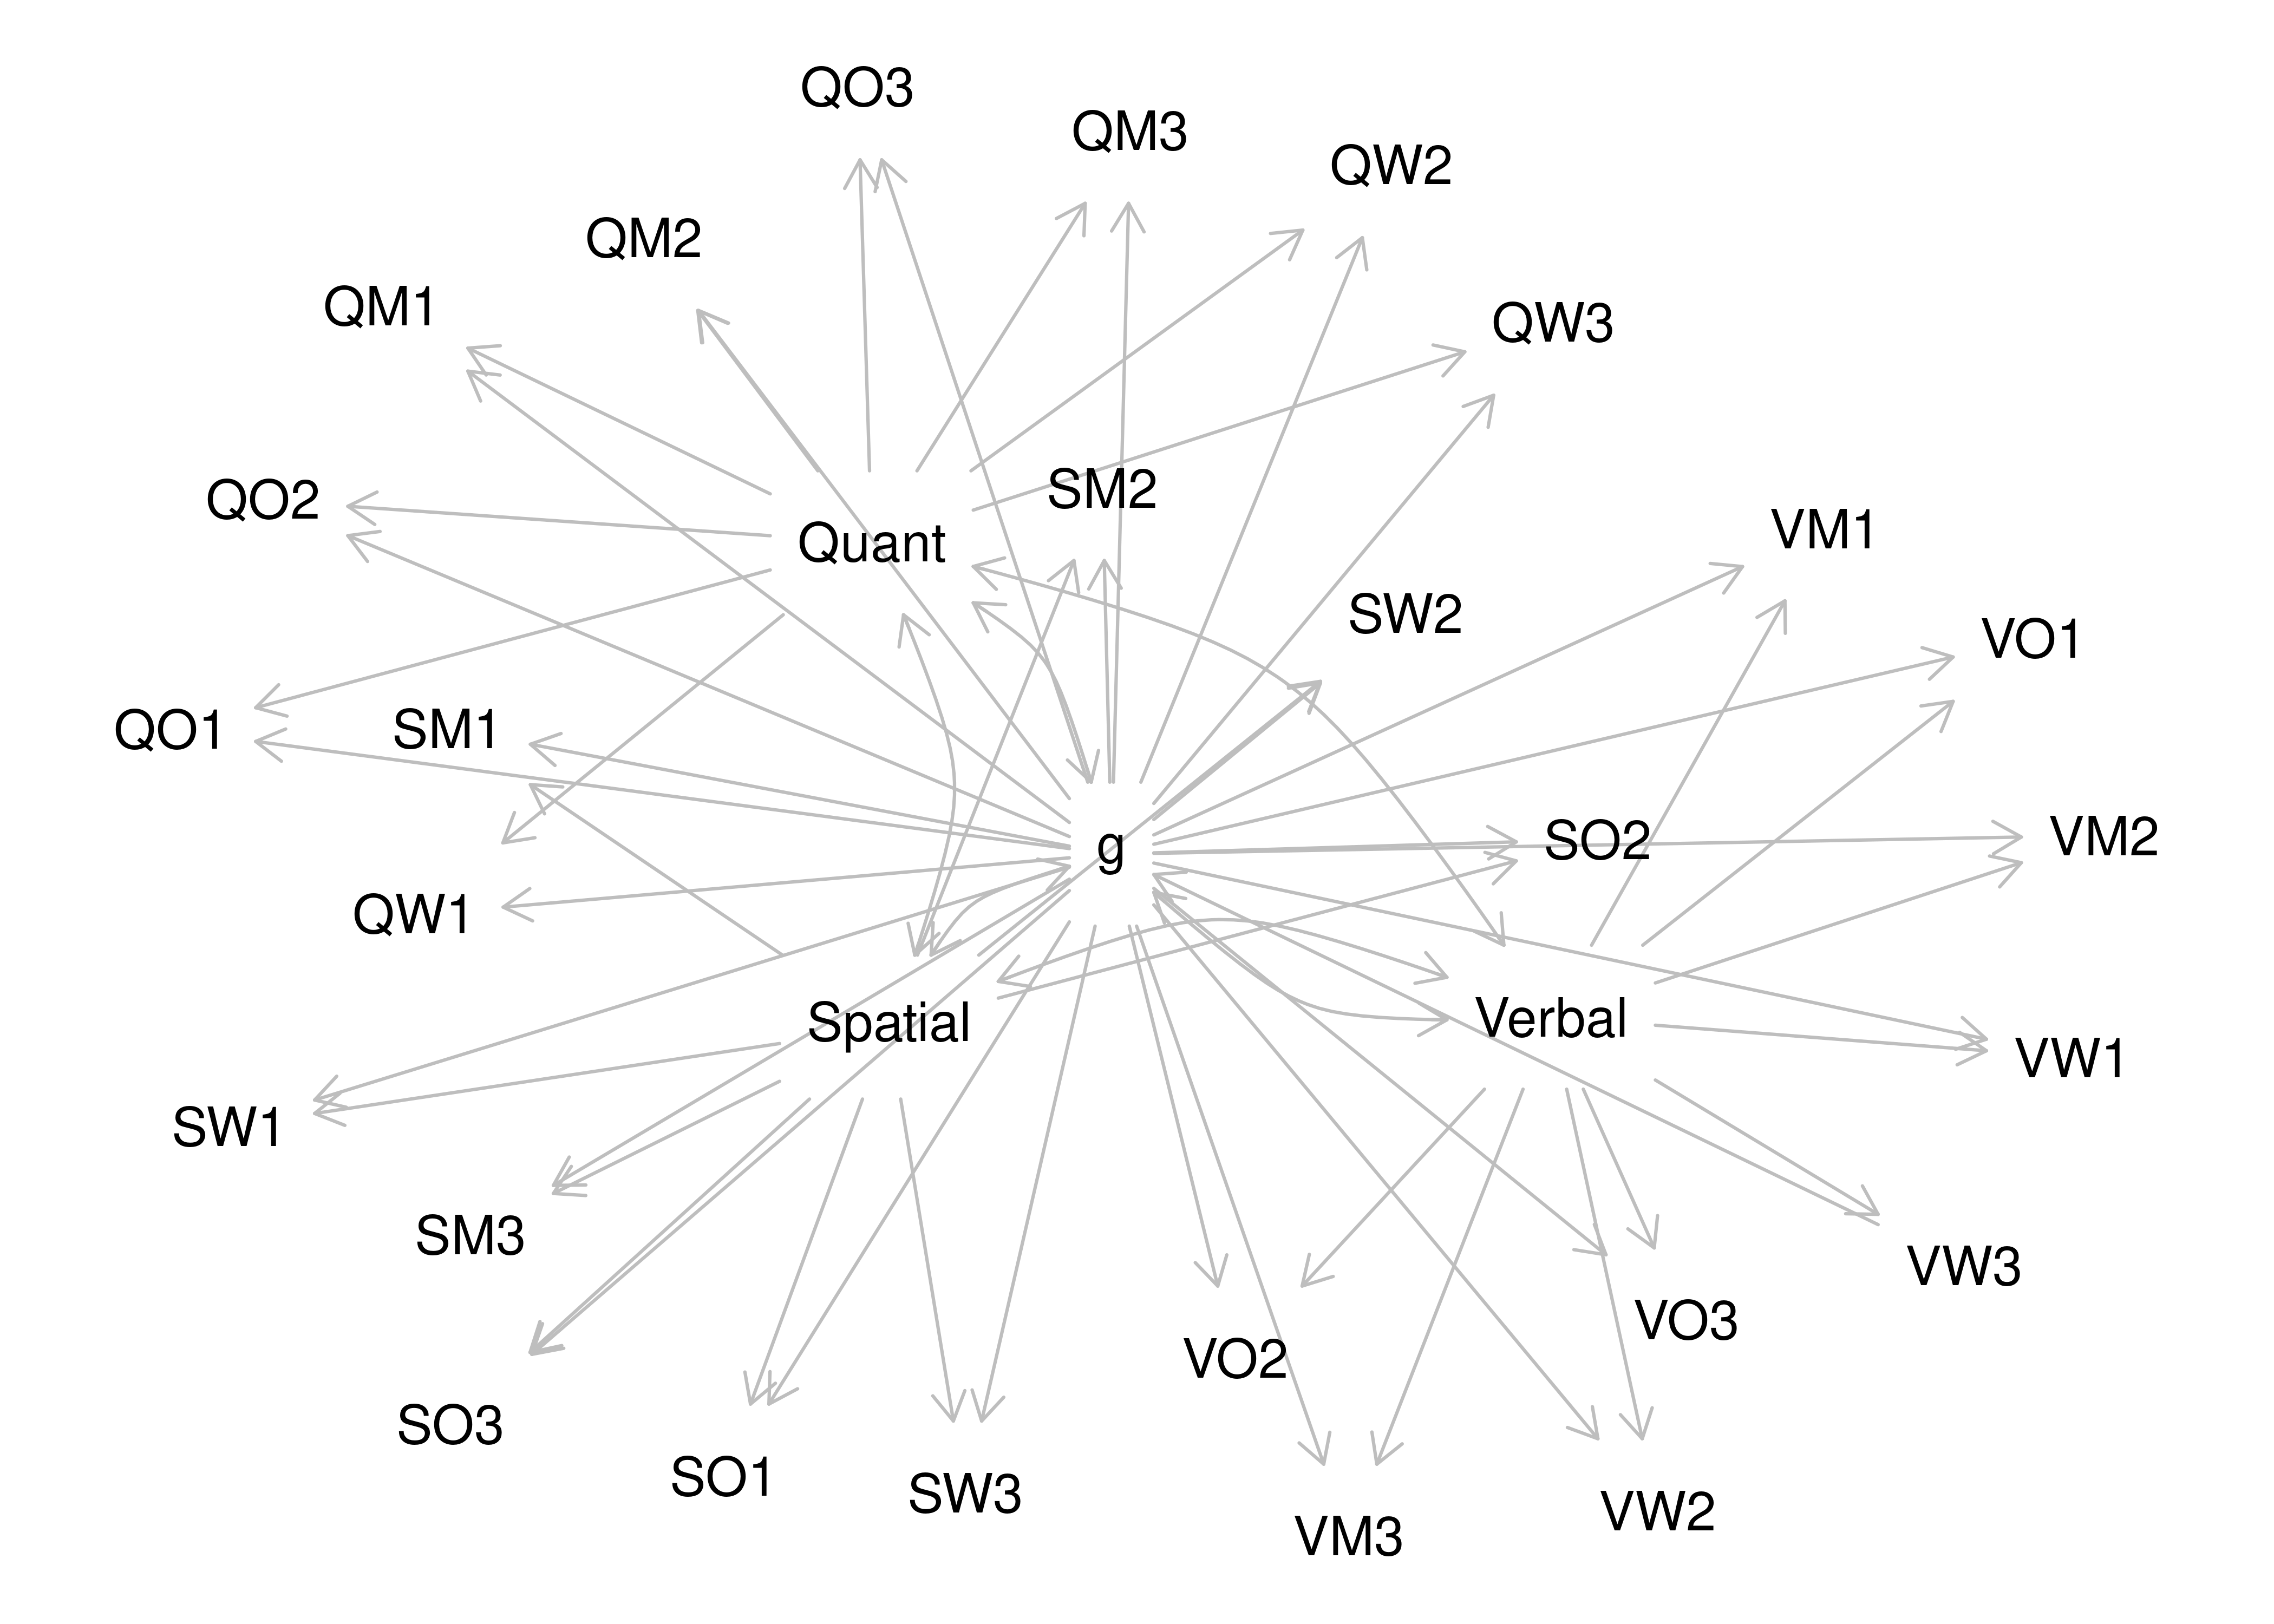 QO3
QM3
QW2
QM2
QM1
QW3
SM2
QO2
VM1
Quant
SW2
VO1
SM1
QO1
SO2
VM2
g
QW1
Spatial
Verbal
VW1
SW1
SM3
VW3
VO3
VO2
SO3
SO1
SW3
VW2
VM3